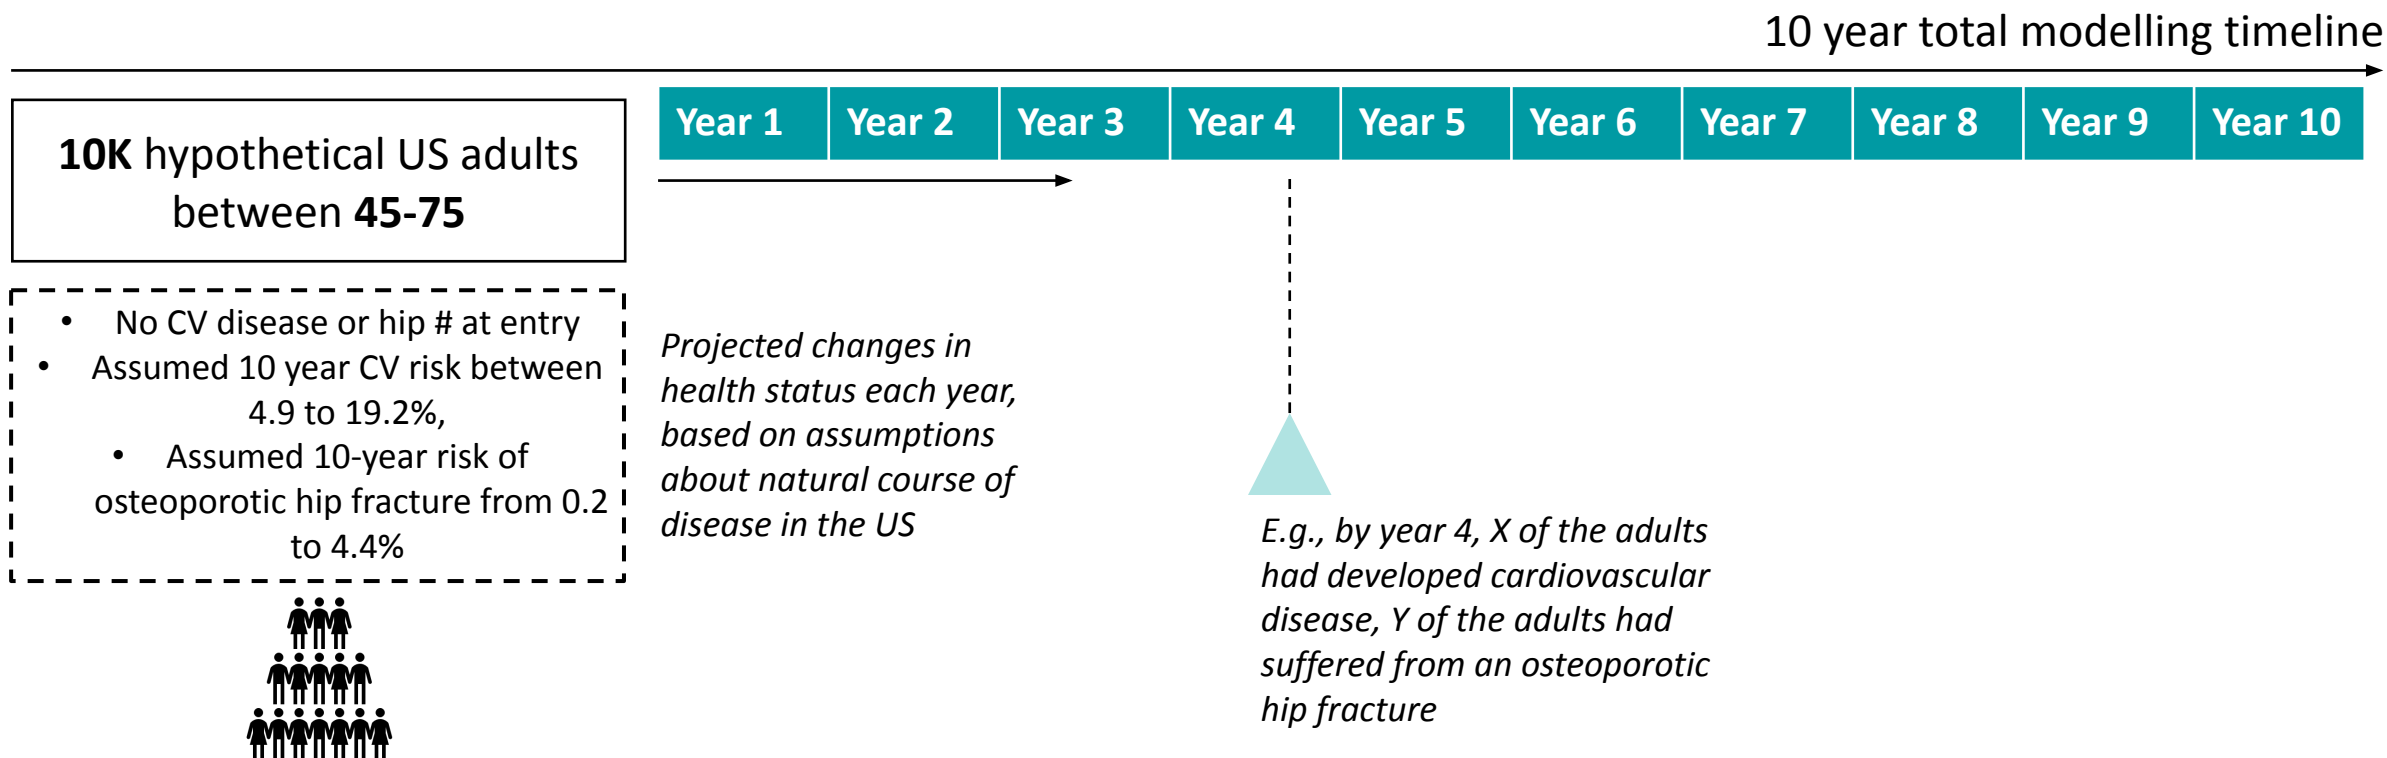 10 year total modelling timeline
10K hypothetical US adults
between 45-75
Year 1
Year 2
Year 3
Year 4
Year 5
Year 6
Year 7
Year 8
Year 9
Year 10
• No CV disease or hip # at entry
• Assumed 10 year CV risk between
4.9 to 19.2%,
• Assumed 10-year risk of
osteoporotic hip fracture from 0.2
to 4.4%
Projected changes in
health status each year,
based on assumptions
about natural course of
disease in the US
E.g., by year 4, X of the adults
had developed cardiovascular
disease, Y of the adults had
suffered from an osteoporotic
hip fracture